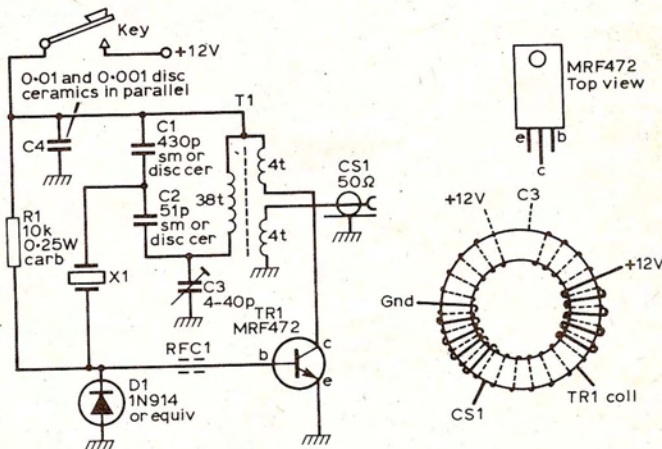 Key
+12V
0·01 and 0·001 disc
ceramics in parallel
T1
C4
C1
430p
sm or
disc cer
4t
38t
CS1
50Ω
C2
51p
sm or
disc cer
4t
R1
10k
0·25W
carb
X1
C3
4-40p
TR1
MRF472
RFC1
b
c
e
D1
1N914
or equiv
MRF472
Top view
e
b
c
+12V
C3
+12V
Gnd
CS1
TR1 coll